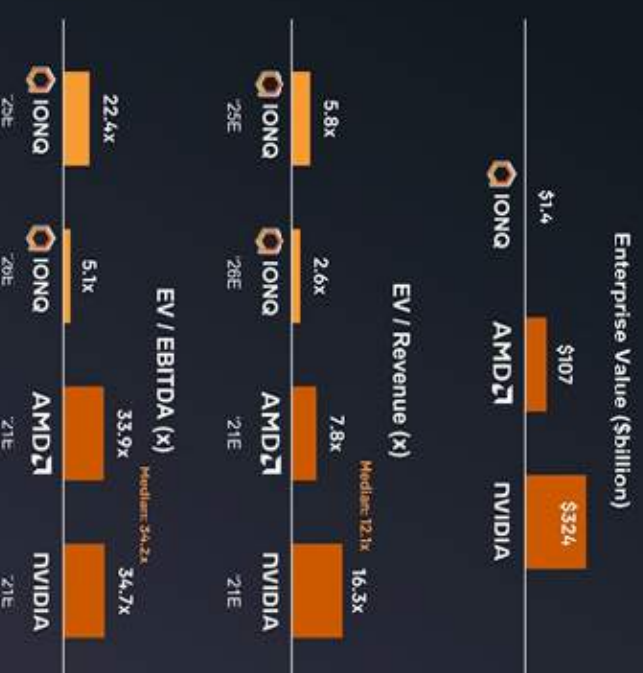 Enterprise Value ($billion)
$1.4 $107 $324
IONQ AMD NVIDIA
EV / Revenue (x)
Median: 12.1x
5.8x 2.6x 7.8x 16.3x
IONQ IONQ AMD NVIDIA
'25E '26E '21E '21E
EV / EBITDA (x)
Median: 34.2x
22.4x 5.1x 33.9x 34.7x
IONQ IONQ AMD NVIDIA
'25E '26E '21E '21E